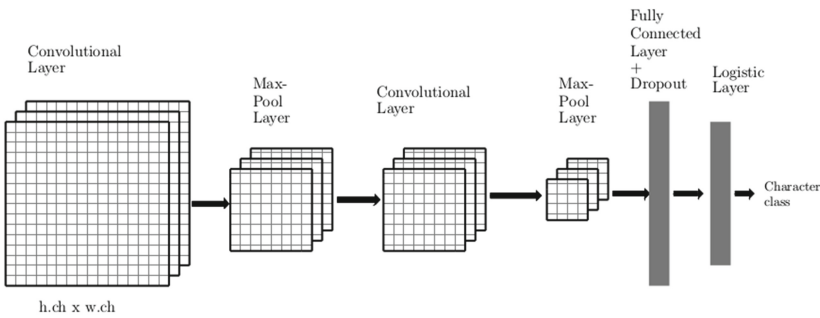 Convolutional
Layer
Max-
Pool
Layer
Convolutional
Layer
Max-
Pool
Layer
Fully
Connected
Layer
+
Dropout
Logistic
Layer
Character
class
h.ch x w.ch